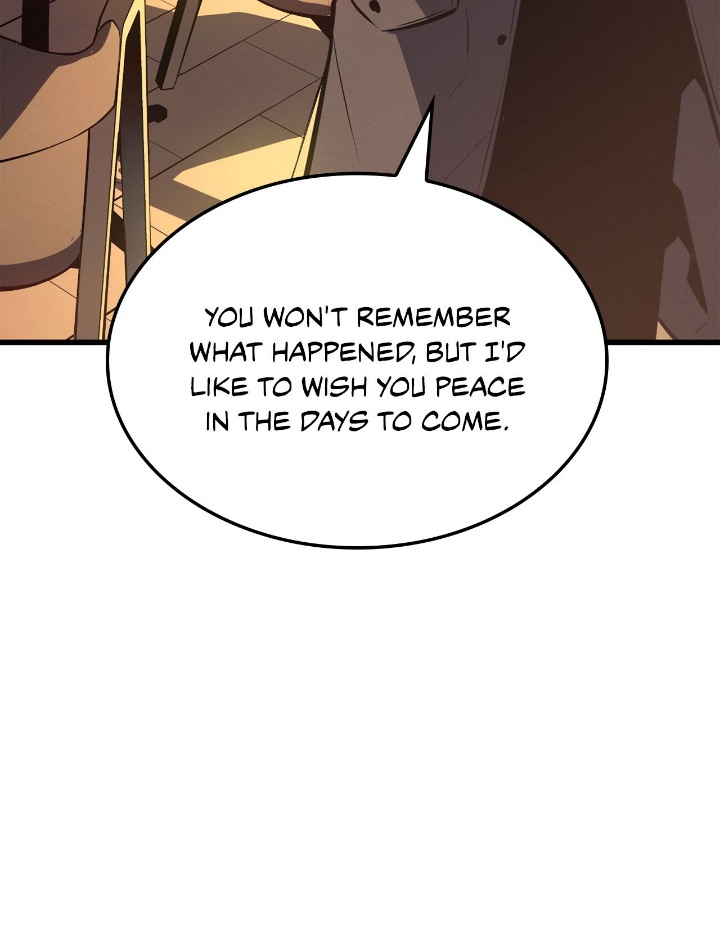 YOU WON'T REMEMBER
WHAT HAPPENED, BUT I'D
LIKE TO WISH YOU PEACE
IN THE DAYS TO COME.